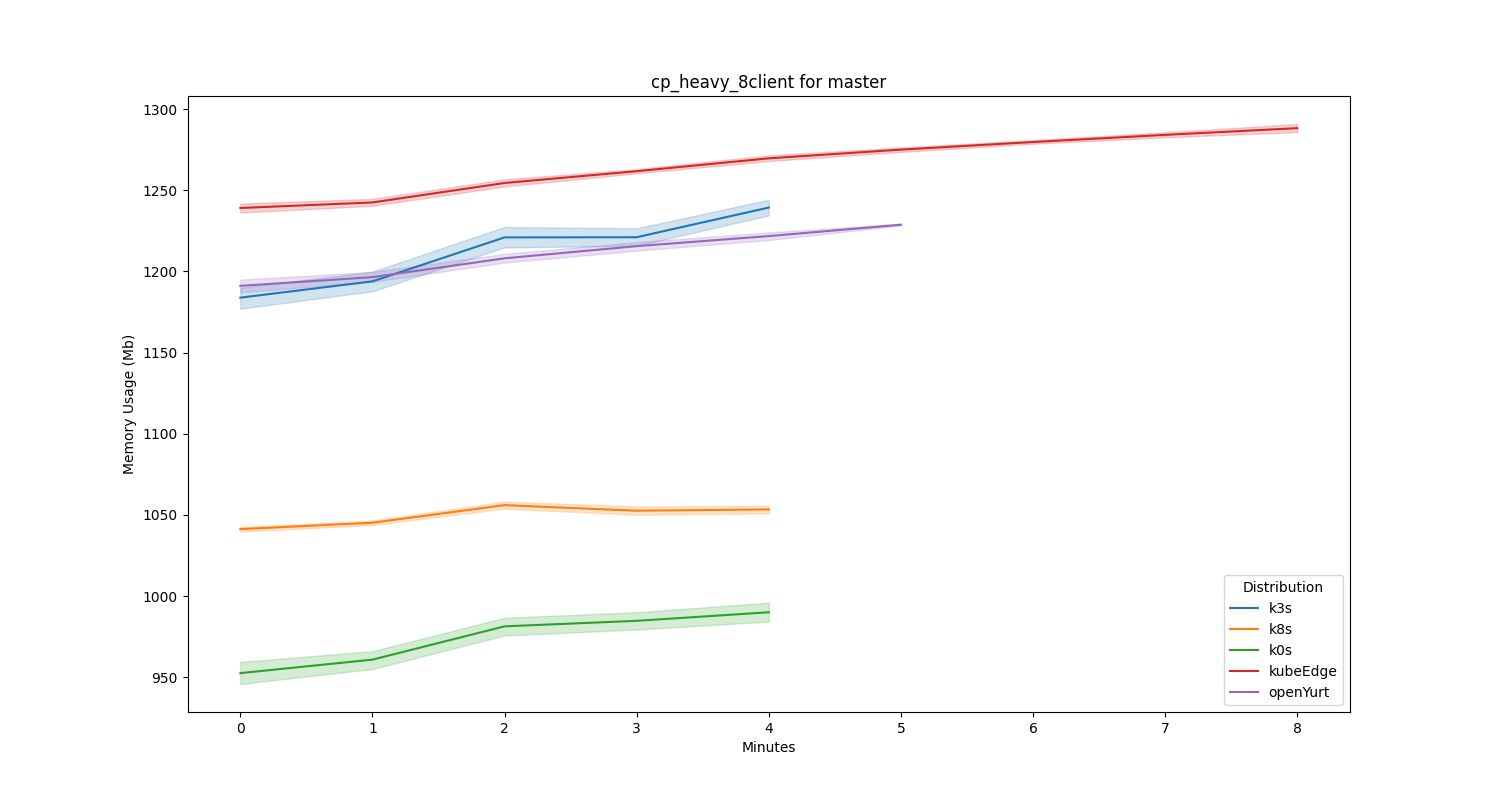 cp_heavy_8client for master
Memory Usage (Mb)
1300
1250
1200
1150
1100
1050
1000
950
0 1 2 3 4 5 6 7 8
Minutes
Distribution
k3s
k8s
k0s
kubeEdge
openYurt